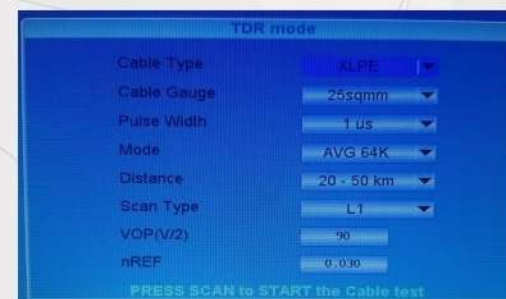 TDR mode
Cable Type XLPE
Cable Gauge 25sqmm
Pulse Width 1 us
Mode AVG 64K
Distance 20 - 50 km
Scan Type L1
VOP(V/2) 90
nREF 0.030
PRESS SCAN to START the Cable test